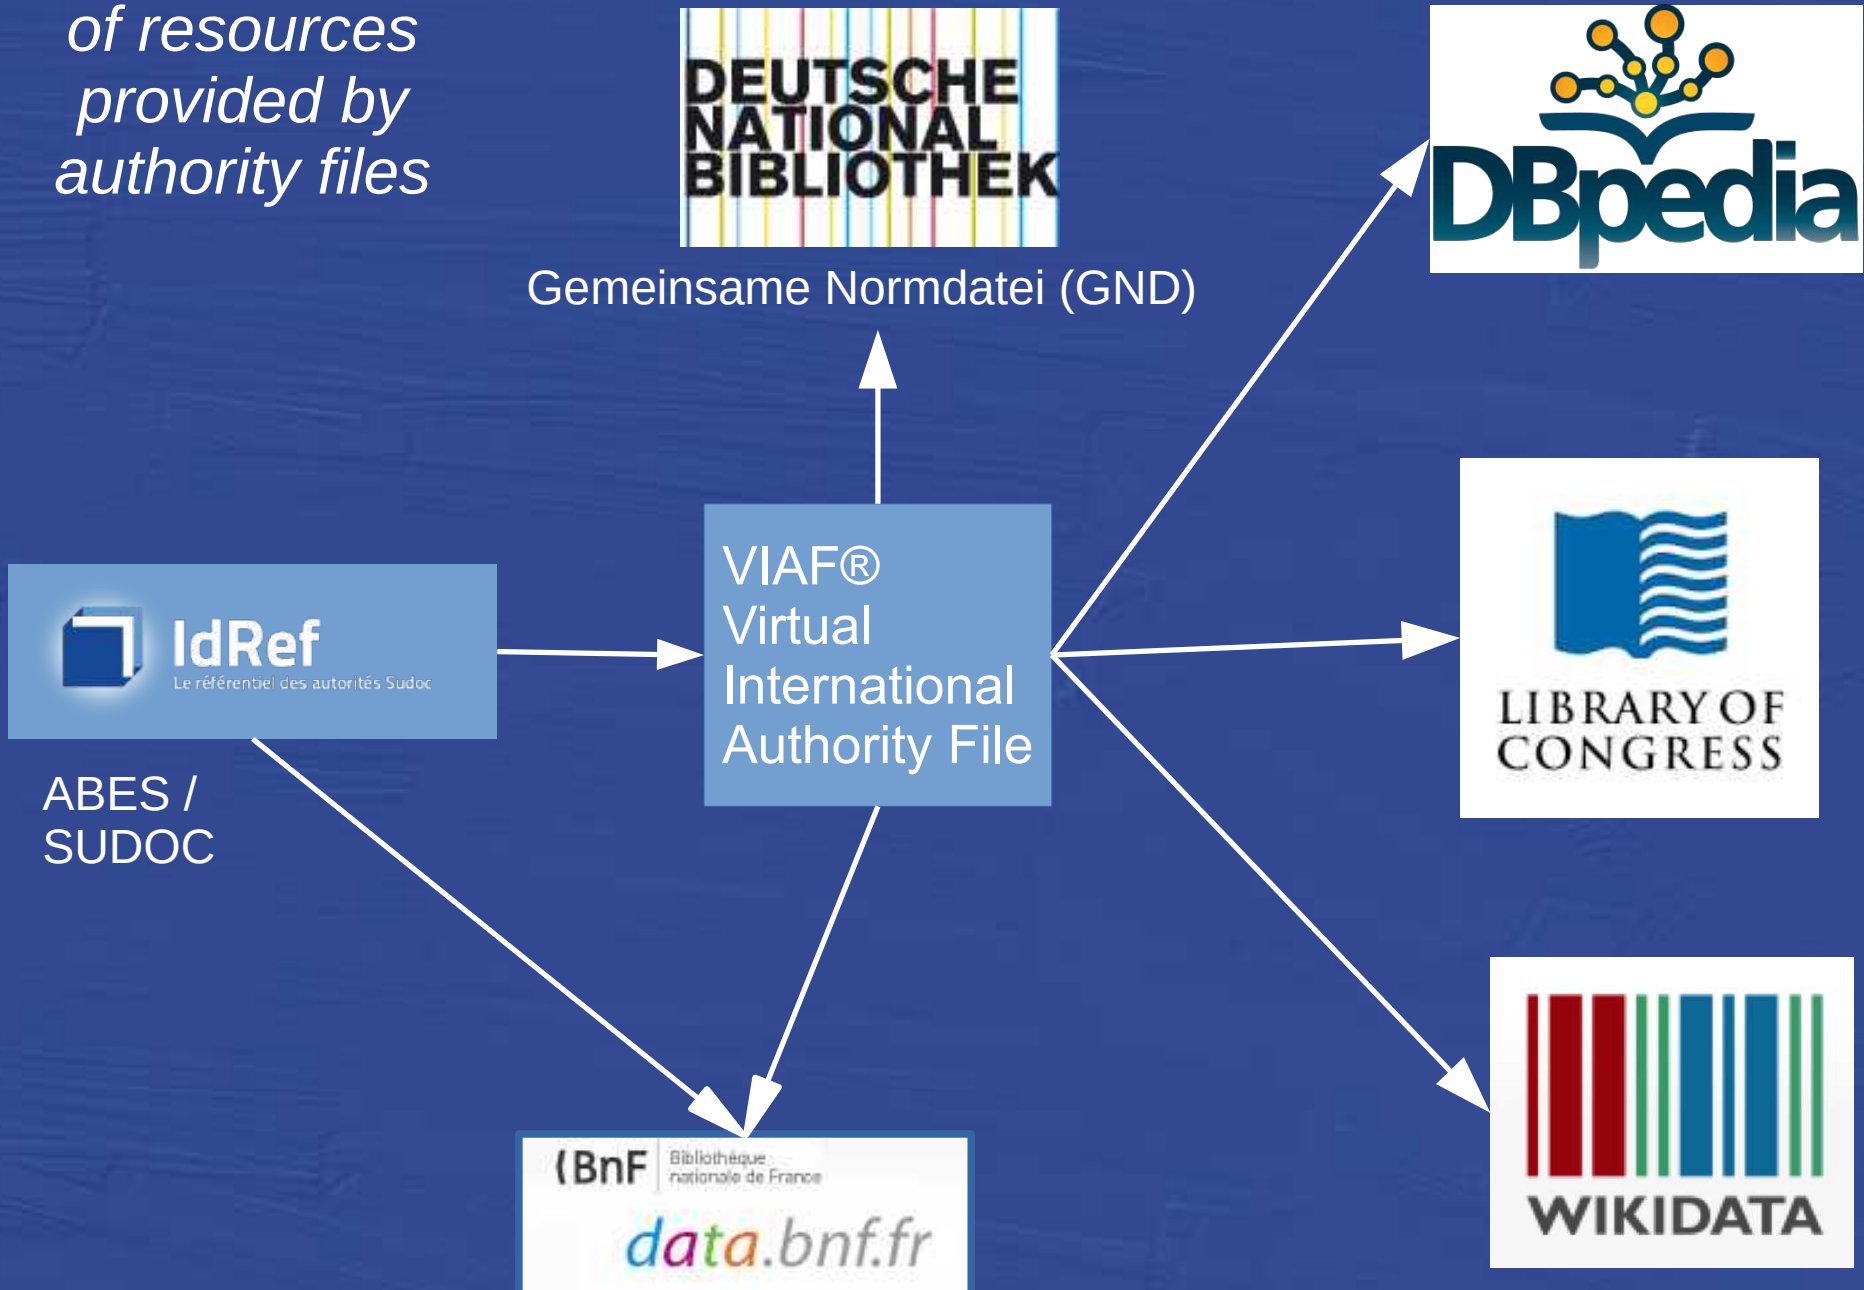 of resources
provided by
authority files
DEUTSCHE
NATIONAL
BIBLIOTHEK
Gemeinsame Normdatei (GND)
DBpedia
IdRef
Le référentiel des autorités Sudoc
ABES /
SUDOC
VIAF®
Virtual
International
Authority File
LIBRARY OF
CONGRESS
WIKIDATA
(BnF
Bibliothèque
nationale de France
data.bnf.fr